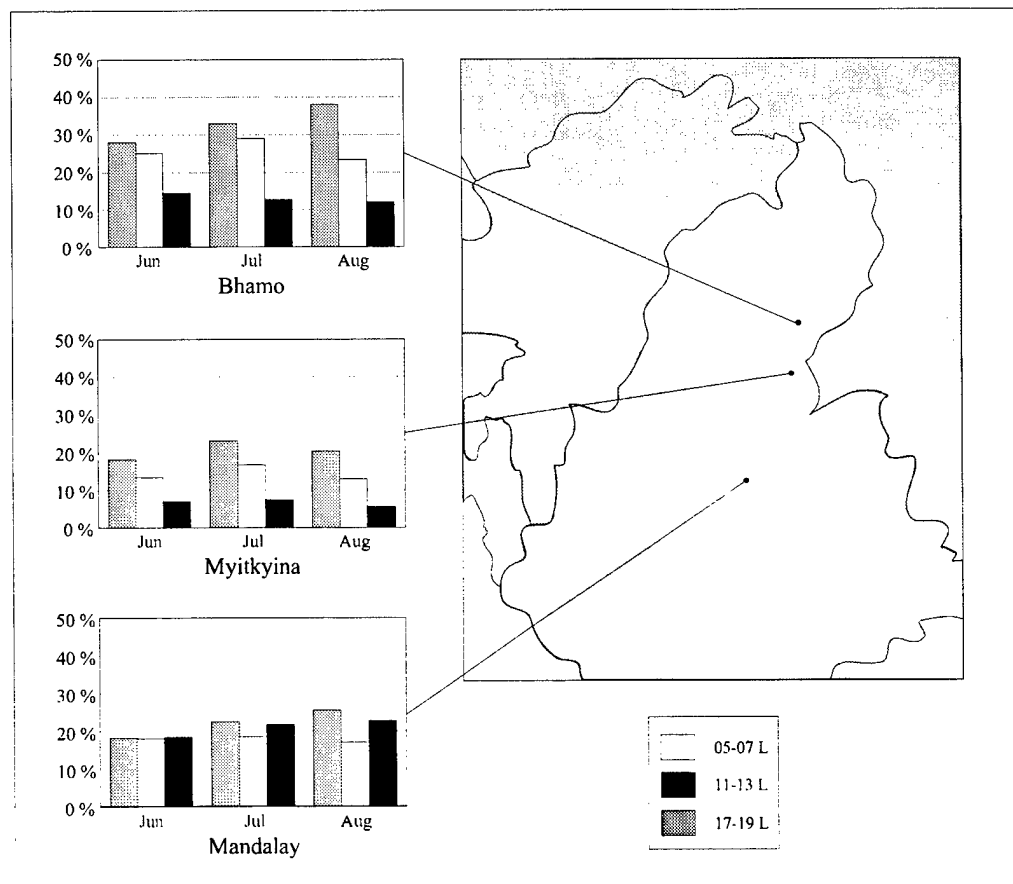 50 %
40 %
30 %
20 %
10 %
0 %
Jun Jul Aug
Bhamo
50 %
40 %
30 %
20 %
10 %
0 %
Jun Jul Aug
Myitkyina
50 %
40 %
30 %
20 %
10 %
0 %
Jun Jul Aug
Mandalay
05-07 L
11-13 L
17-19 L